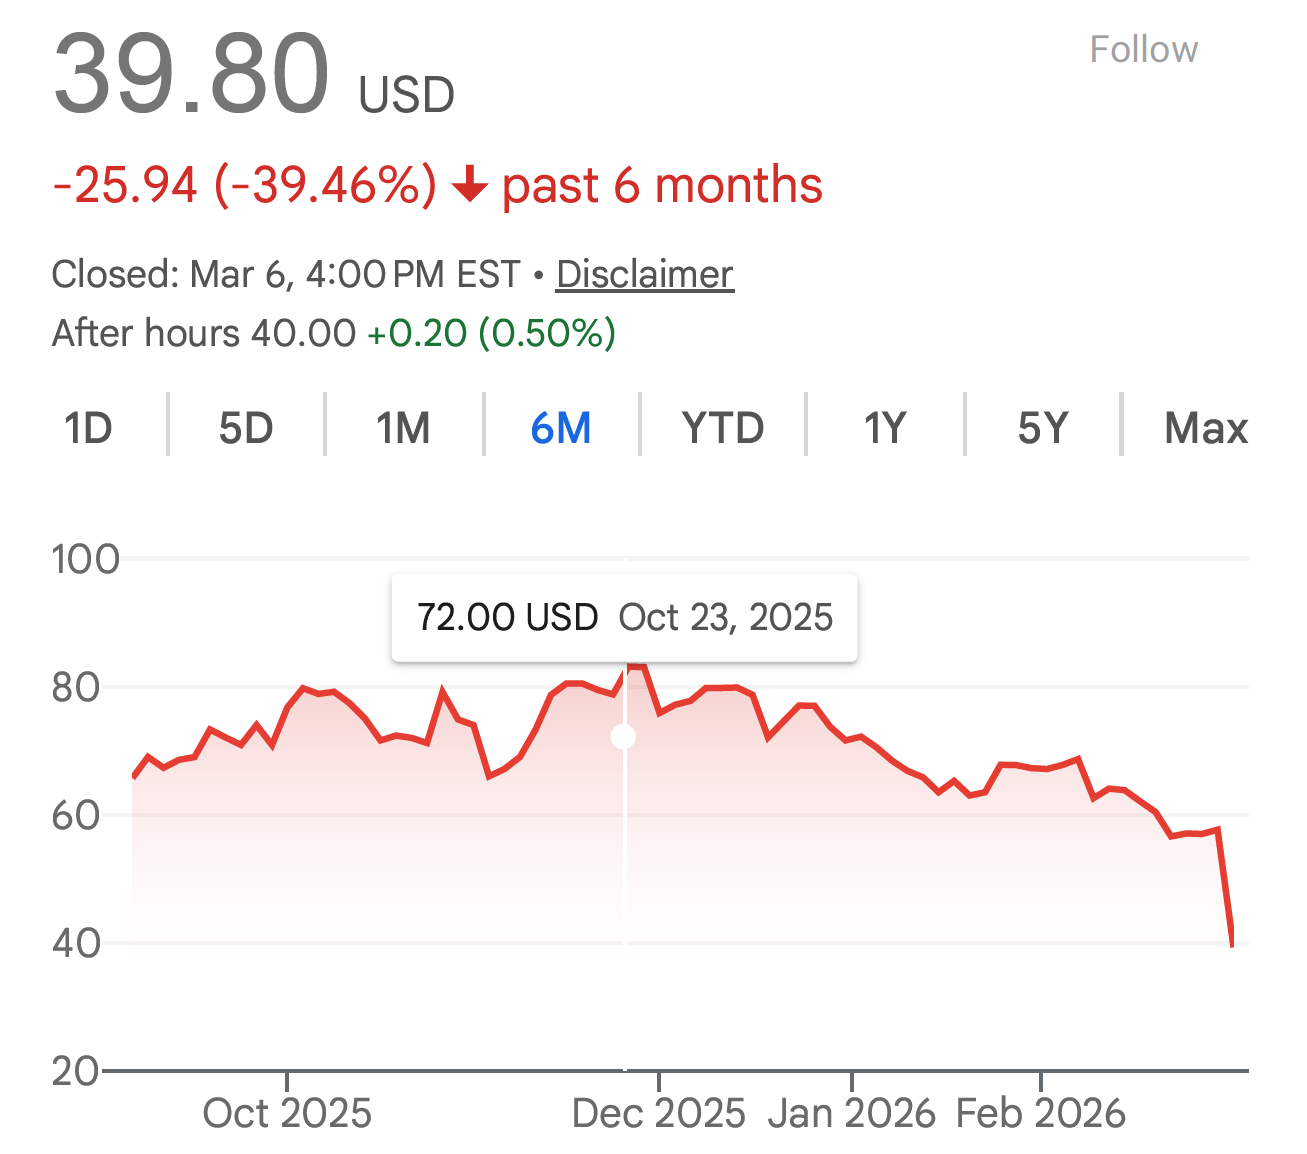 39.80 USD
Follow
-25.94 (-39.46%) ↓ past 6 months
Closed: Mar 6, 4:00 PM EST • Disclaimer
After hours 40.00 +0.20 (0.50%)
1D 5D 1M 6M YTD 1Y 5Y Max
100
72.00 USD Oct 23, 2025
80
60
40
20
Oct 2025 Dec 2025 Jan 2026 Feb 2026